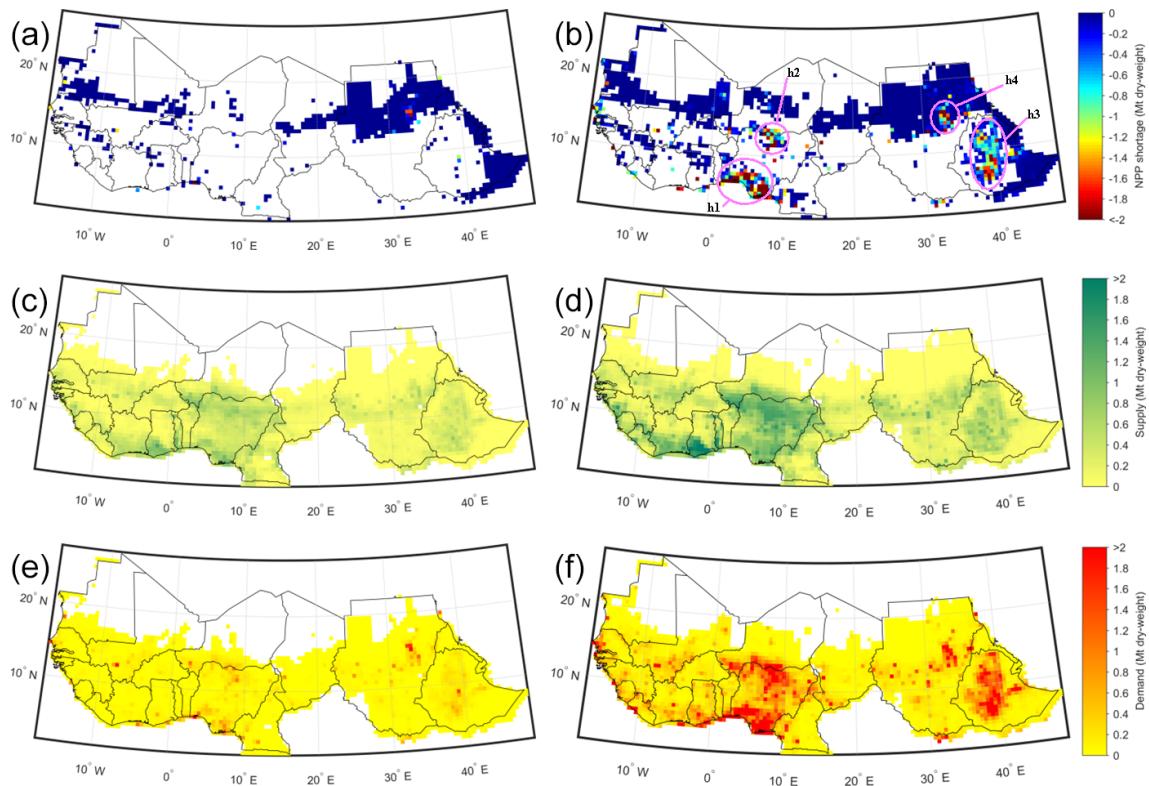 (a)
20° N
10° N
10° W
0°
10° E
20° E
30° E
40° E
(b)
h2
h4
h3
h1
20° N
10° N
10° W
0°
10° E
20° E
30° E
40° E
0
-0.2
-0.4
-0.6
-0.8
-1
-1.2
-1.4
-1.6
-1.8
<-2
NPP shortage (Mt dry-weight)
(c)
20° N
10° N
10° W
0°
10° E
20° E
30° E
40° E
(d)
20° N
10° N
10° W
0°
10° E
20° E
30° E
40° E
>2
1.8
1.6
1.4
1.2
1
0.8
0.6
0.4
0.2
0
Supply (Mt dry-weight)
(e)
20° N
10° N
10° W
0°
10° E
20° E
30° E
40° E
(f)
20° N
10° N
10° W
0°
10° E
20° E
30° E
40° E
>2
1.8
1.6
1.4
1.2
1
0.8
0.6
0.4
0.2
0
Demand (Mt dry-weight)